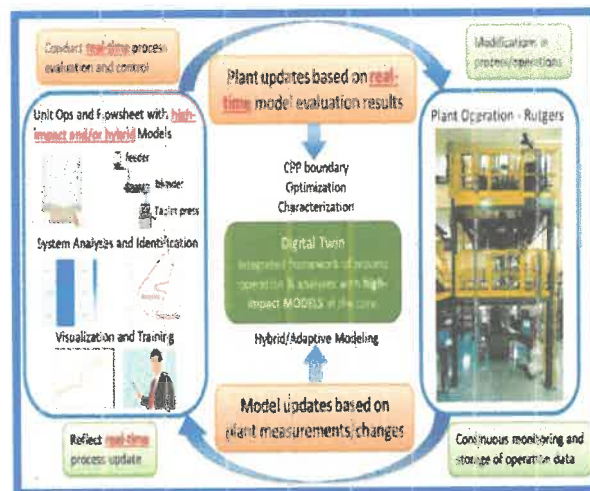 Conduct real-time process
evaluation and control
Plant updates based on real-
time model evaluation results
Modifications in
process/operations
Unit Ops and Flowsheet with high-
impact and/or hybrid Models
feeder
blender
Tablet press
System Analyses and Identification
Visualization and Training
CPP boundary
Optimization
Characterization
Digital Twin
Integrated framework of process
operation & analyses with high-
impact MODELS in the core
Hybrid/Adaptive Modeling
Plant Operation - Rutgers
Reflect real-time
process update
Model updates based on
plant measurements/changes
Continuous monitoring and
storage of operation data